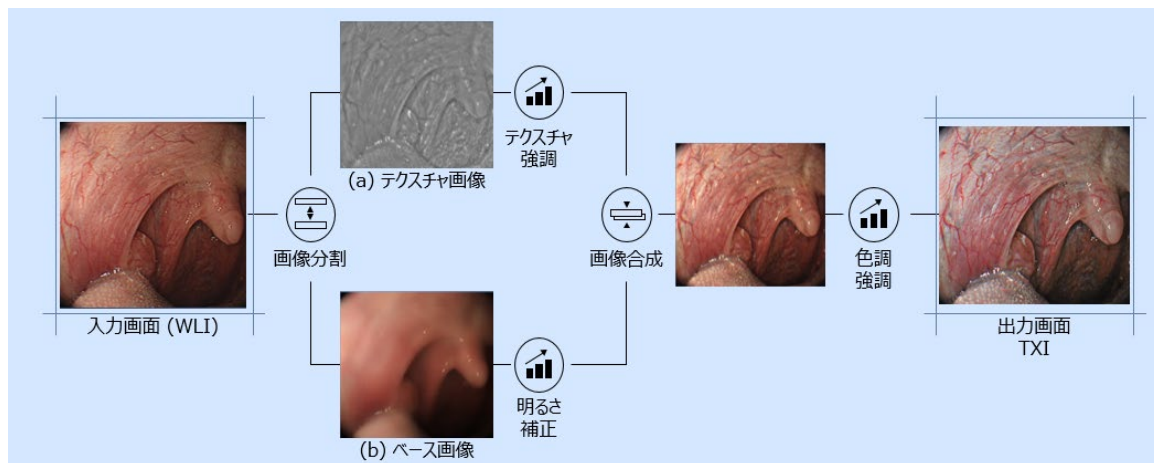 (a) テクスチャ画像
テクスチャ
強調
入力画面 (WLI)
画像分割
画像合成
色調
強調
出力画面
TXI
(b) ベース画像
明るさ
補正